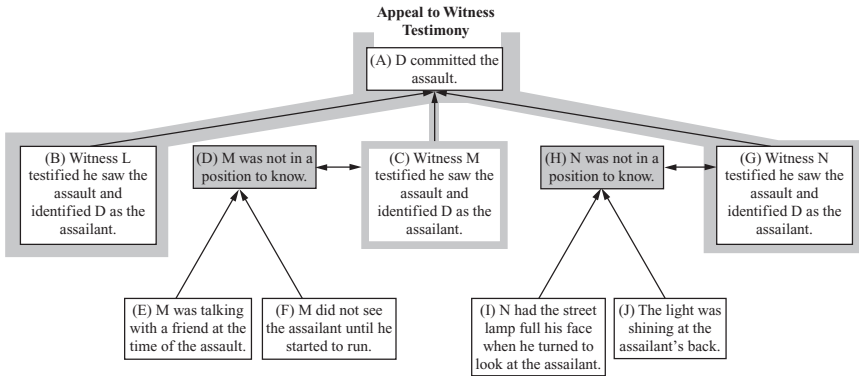 Appeal to Witness
Testimony
(A) D committed the
assault.
(B) Witness L
testified he saw the
assault and
identified D as the
assailant.
(D) M was not in a
position to know.
(C) Witness M
testified he saw the
assault and
identified D as the
assailant.
(H) N was not in a
position to know.
(G) Witness N
testified he saw the
assault and
identified D as the
assailant.
(E) M was talking
with a friend at the
time of the assault.
(F) M did not see
the assailant until he
started to run.
(I) N had the street
lamp full his face
when he turned to
look at the assailant.
(J) The light was
shining at the
assailant's back.